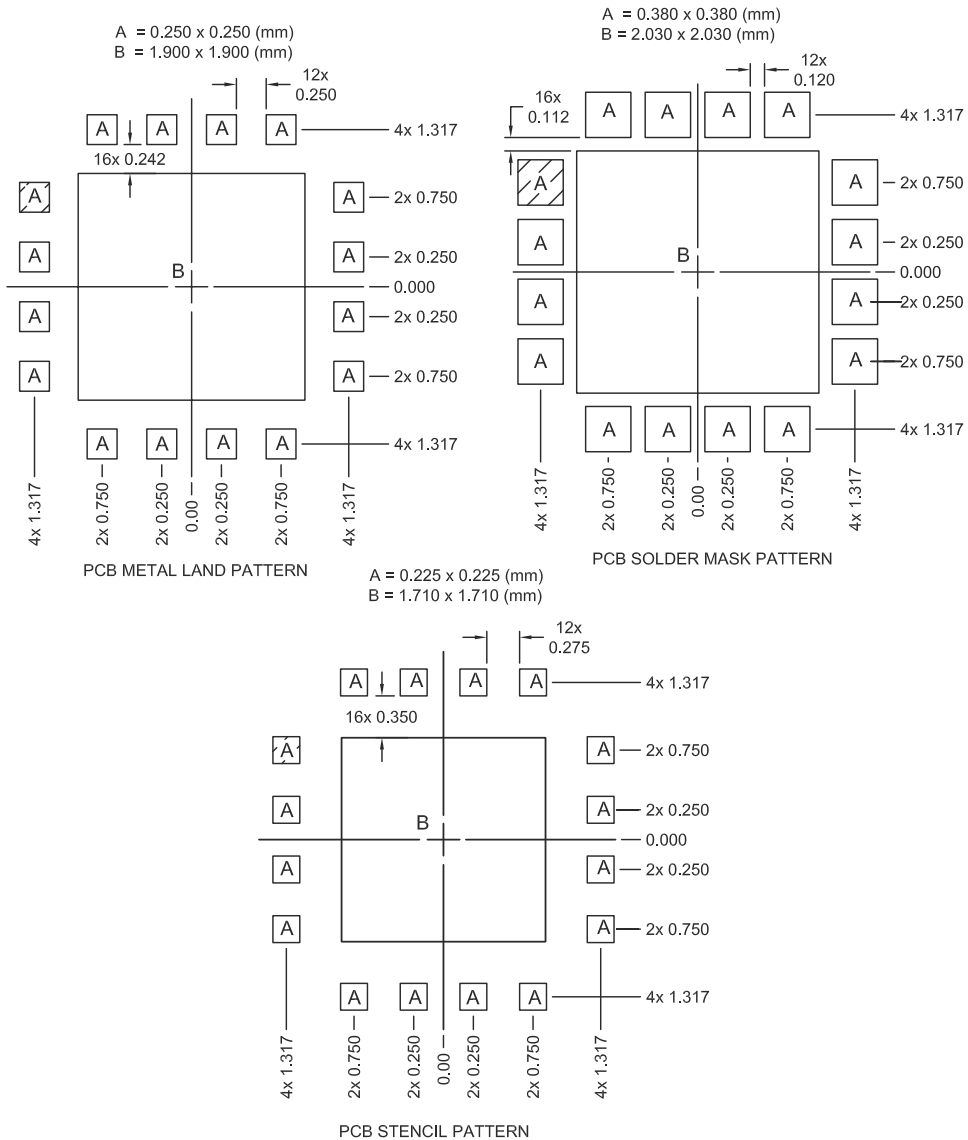 A = 0.250 x 0.250 (mm)
B = 1.900 x 1.900 (mm)
12x
0.250
A A A A
4x 1.317
16x 0.242
A A
2x 0.750
A A
2x 0.250
B
0.000
A A
2x 0.250
A A
2x 0.750
A A A A
4x 1.317
4x 1.317
2x 0.750
2x 0.250
0.00
2x 0.250
2x 0.750
4x 1.317
PCB METAL LAND PATTERN
A = 0.380 x 0.380 (mm)
B = 2.030 x 2.030 (mm)
12x
0.120
16x
0.112
A A A A
4x 1.317
A A
2x 0.750
A A
2x 0.250
B
0.000
A A
2x 0.250
A A
2x 0.750
A A A A
4x 1.317
4x 1.317
2x 0.750
2x 0.250
0.00
2x 0.250
2x 0.750
4x 1.317
PCB SOLDER MASK PATTERN
A = 0.225 x 0.225 (mm)
B = 1.710 x 1.710 (mm)
12x
0.275
A A A A
4x 1.317
16x 0.350
A A
2x 0.750
A A
2x 0.250
B
0.000
A A
2x 0.250
A A
2x 0.750
A A A A
4x 1.317
4x 1.317
2x 0.750
2x 0.250
0.00
2x 0.250
2x 0.750
4x 1.317
PCB STENCIL PATTERN